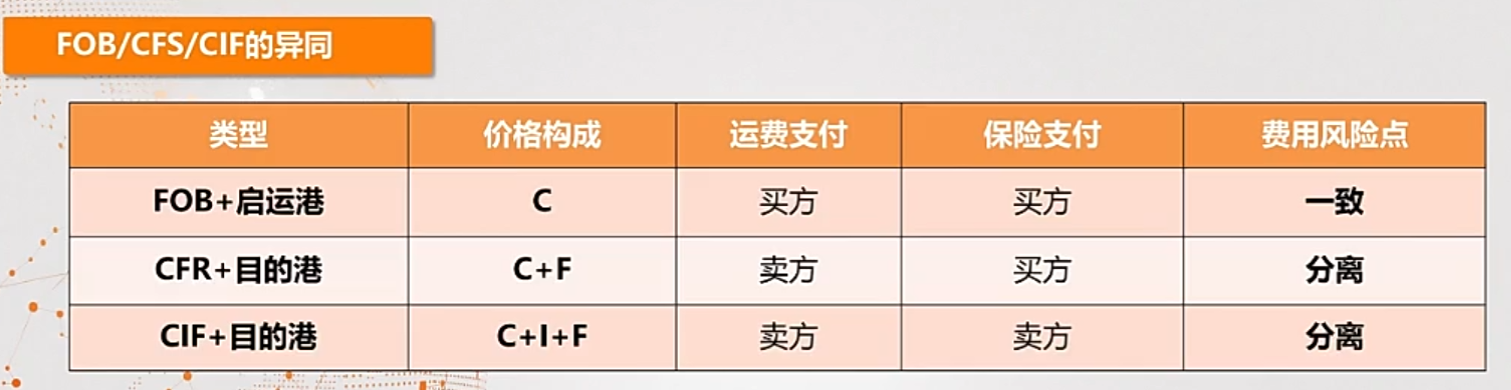 FOB/CFS/CIF的异同
类型 价格构成 运费支付 保险支付 费用风险点
FOB+启运港 C 买方 买方 一致
CFR+目的港 C+F 卖方 买方 分离
CIF+目的港 C+I+F 卖方 卖方 分离